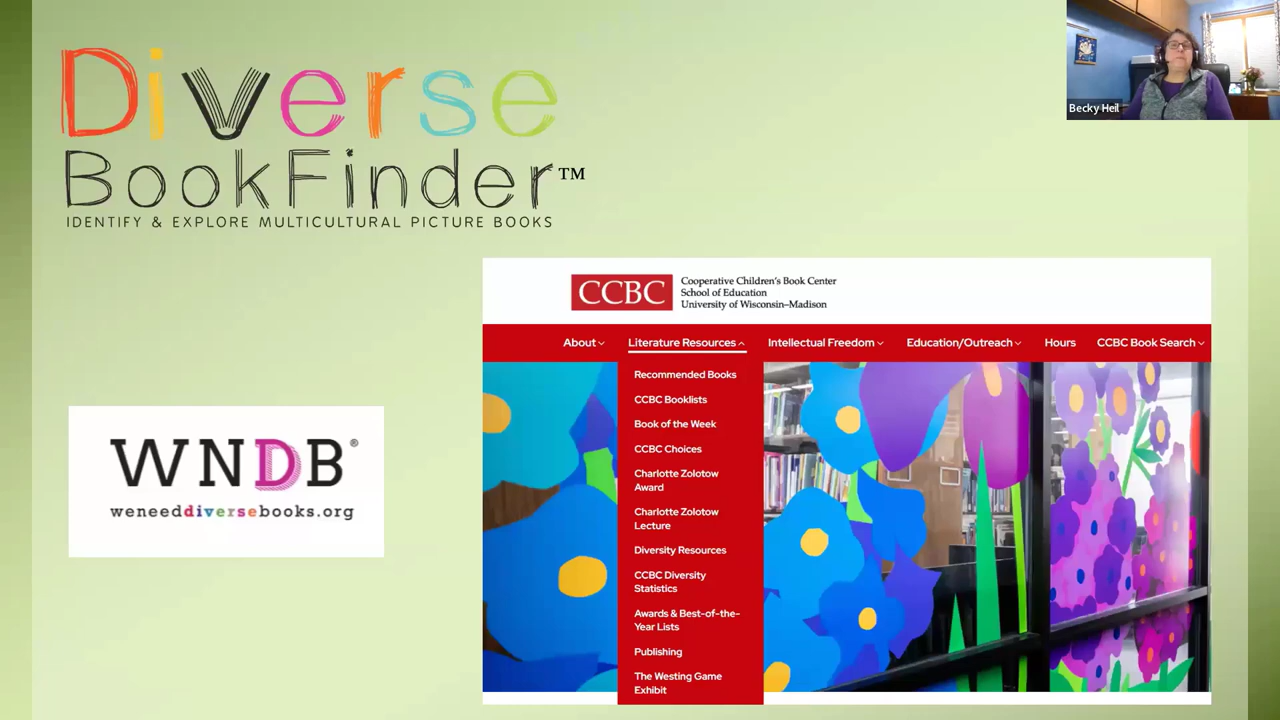 Diverse
BookFinder™
IDENTIFY & EXPLORE MULTICULTURAL PICTURE BOOKS
Becky Heil
CCBC
Cooperative Children's Book Center
School of Education
University of Wisconsin–Madison
About Literature Resources Intellectual Freedom Education/Outreach Hours CCBC Book Search
Recommended Books
CCBC Booklists
Book of the Week
CCBC Choices
Charlotte Zolotow
Award
Charlotte Zolotow
Lecture
Diversity Resources
CCBC Diversity
Statistics
Awards & Best-of-the-
Year Lists
Publishing
The Westing Game
Exhibit
WNDB®
weneeddiversebooks.org